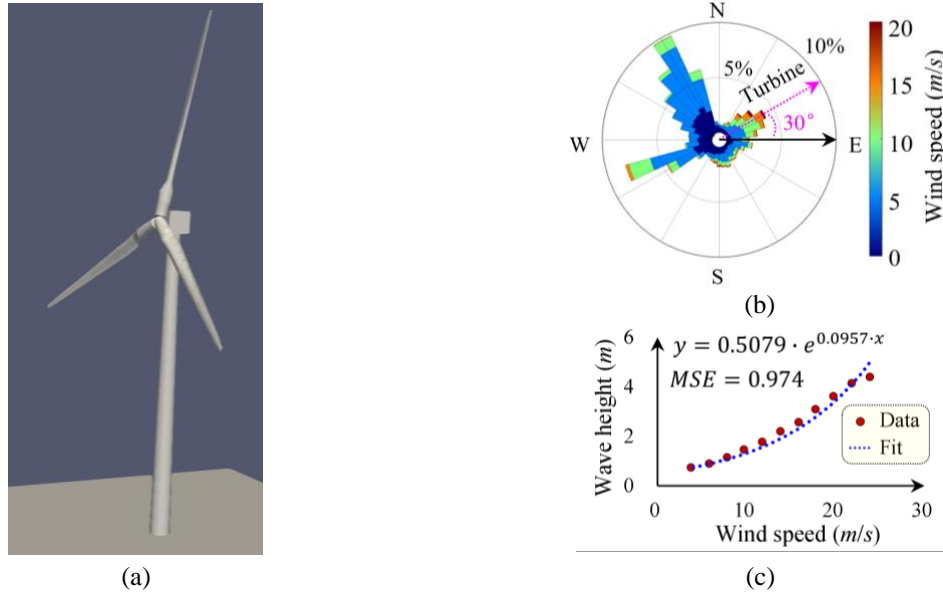 (a)
N
10%
5%
Turbine
30°
W
E
S
20
15
10
5
0
Wind speed (m/s)
(b)
y = 0.5079 · e^0.0957·x
MSE = 0.974
6
4
2
0
Wave height (m)
Data
Fit
0
10
20
30
Wind speed (m/s)
(c)